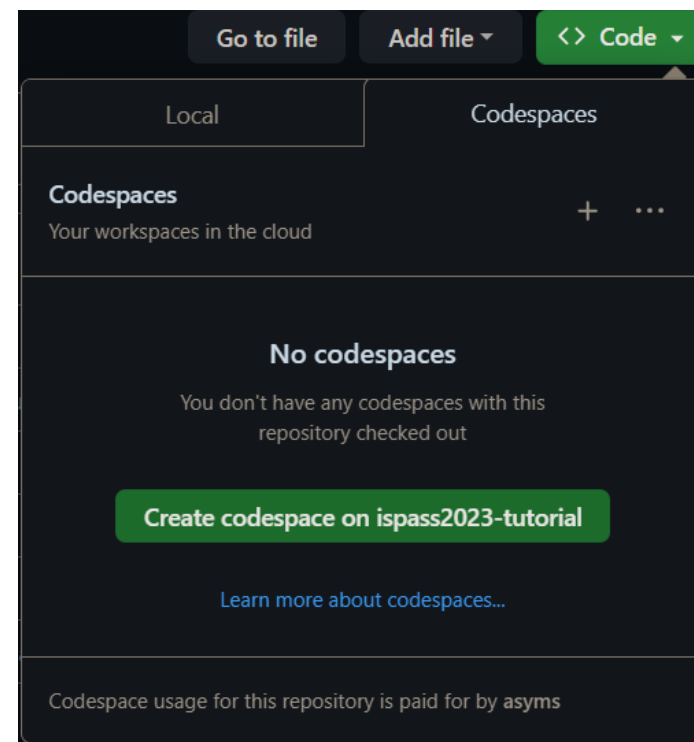 Go to file Add file <> Code
Local Codespaces
Codespaces
Your workspaces in the cloud
No codespaces
You don't have any codespaces with this
repository checked out
Create codespace on ispass2023-tutorial
Learn more about codespaces...
Codespace usage for this repository is paid for by asyms